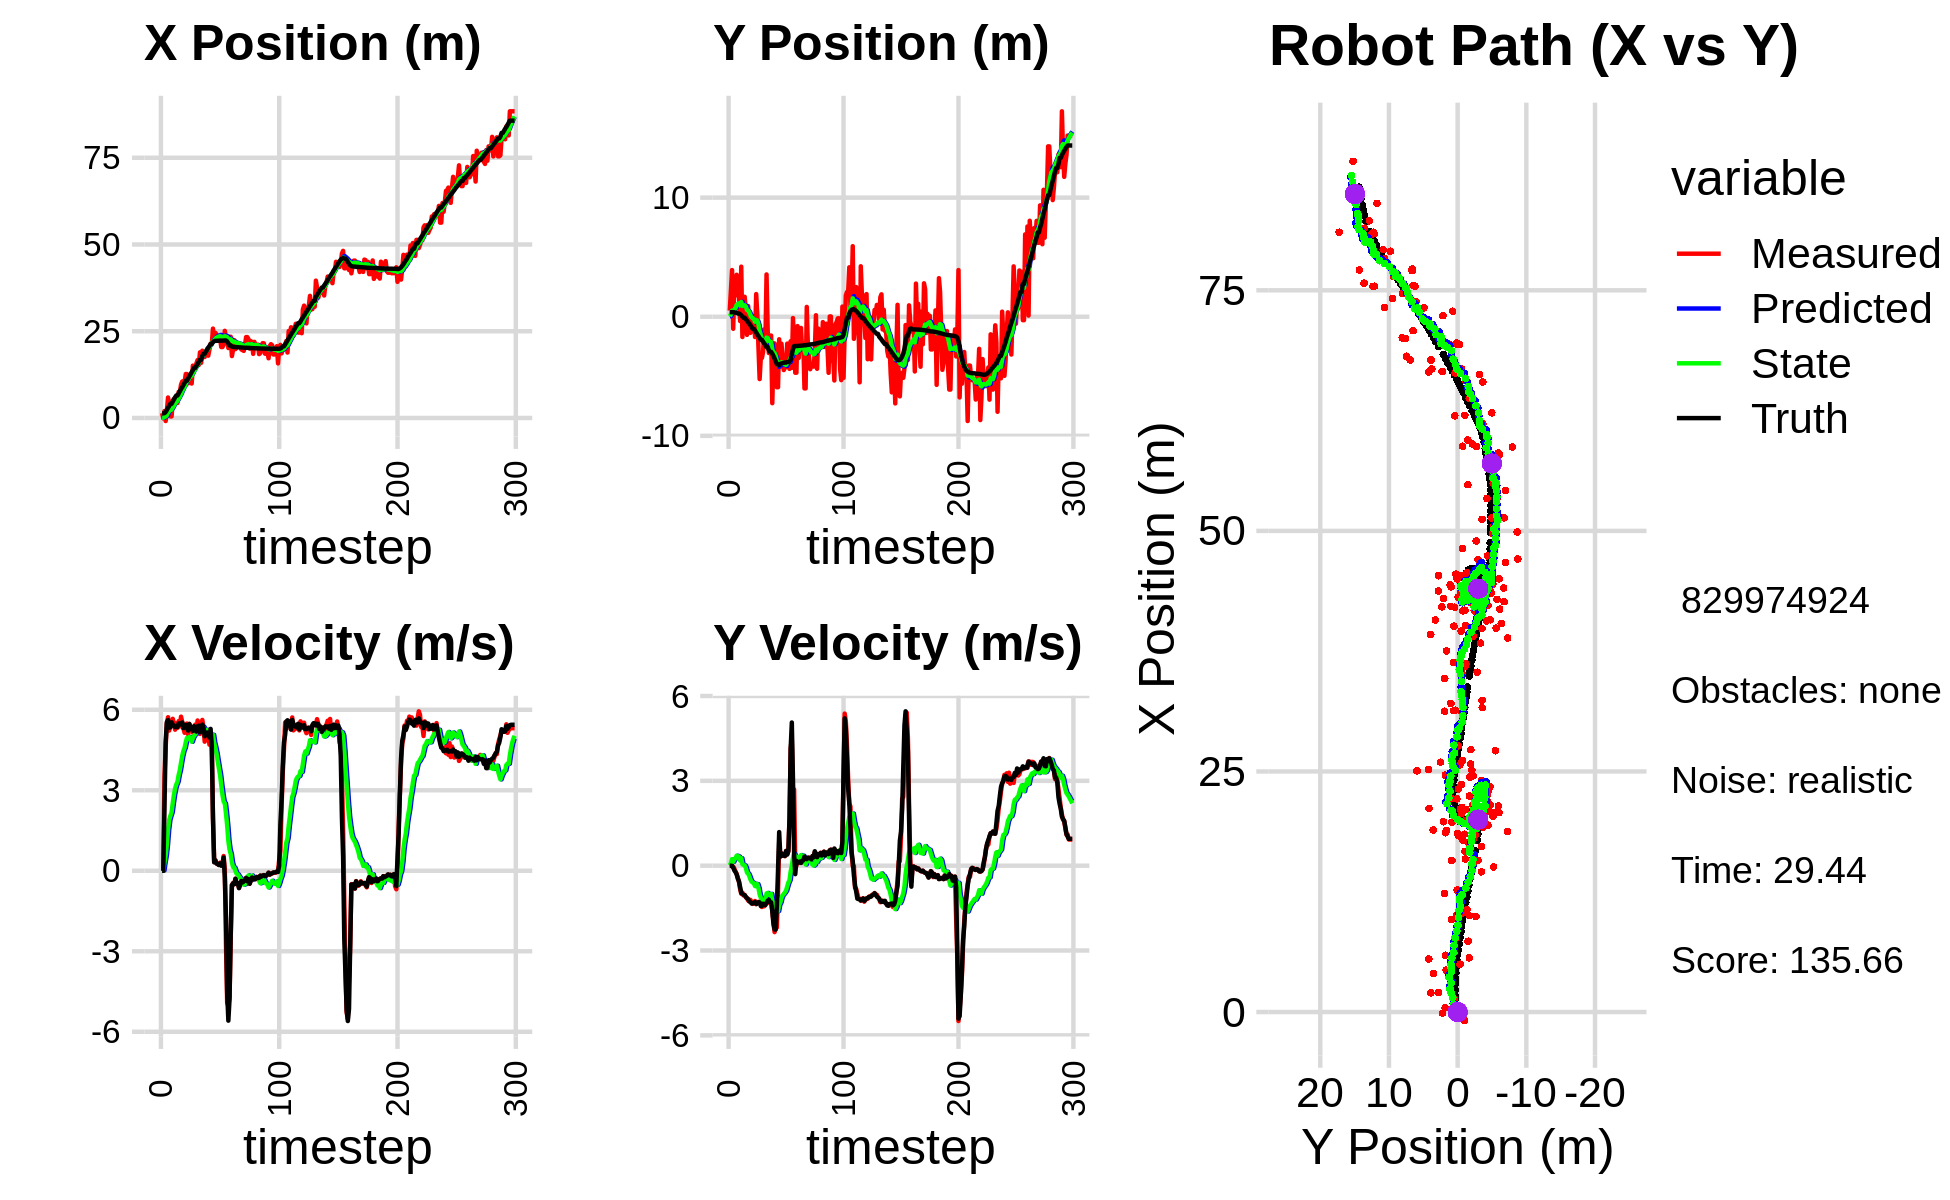 X Position (m)
75
50
25
0
0
100
200
300
timestep
Y Position (m)
10
0
-10
0
100
200
300
timestep
X Velocity (m/s)
6
3
0
-3
-6
0
100
200
300
timestep
Y Velocity (m/s)
6
3
0
-3
-6
0
100
200
300
timestep
Robot Path (X vs Y)
X Position (m)
75
50
25
0
20 10 0 -10 -20
Y Position (m)
variable
Measured
Predicted
State
Truth
829974924
Obstacles: none
Noise: realistic
Time: 29.44
Score: 135.66